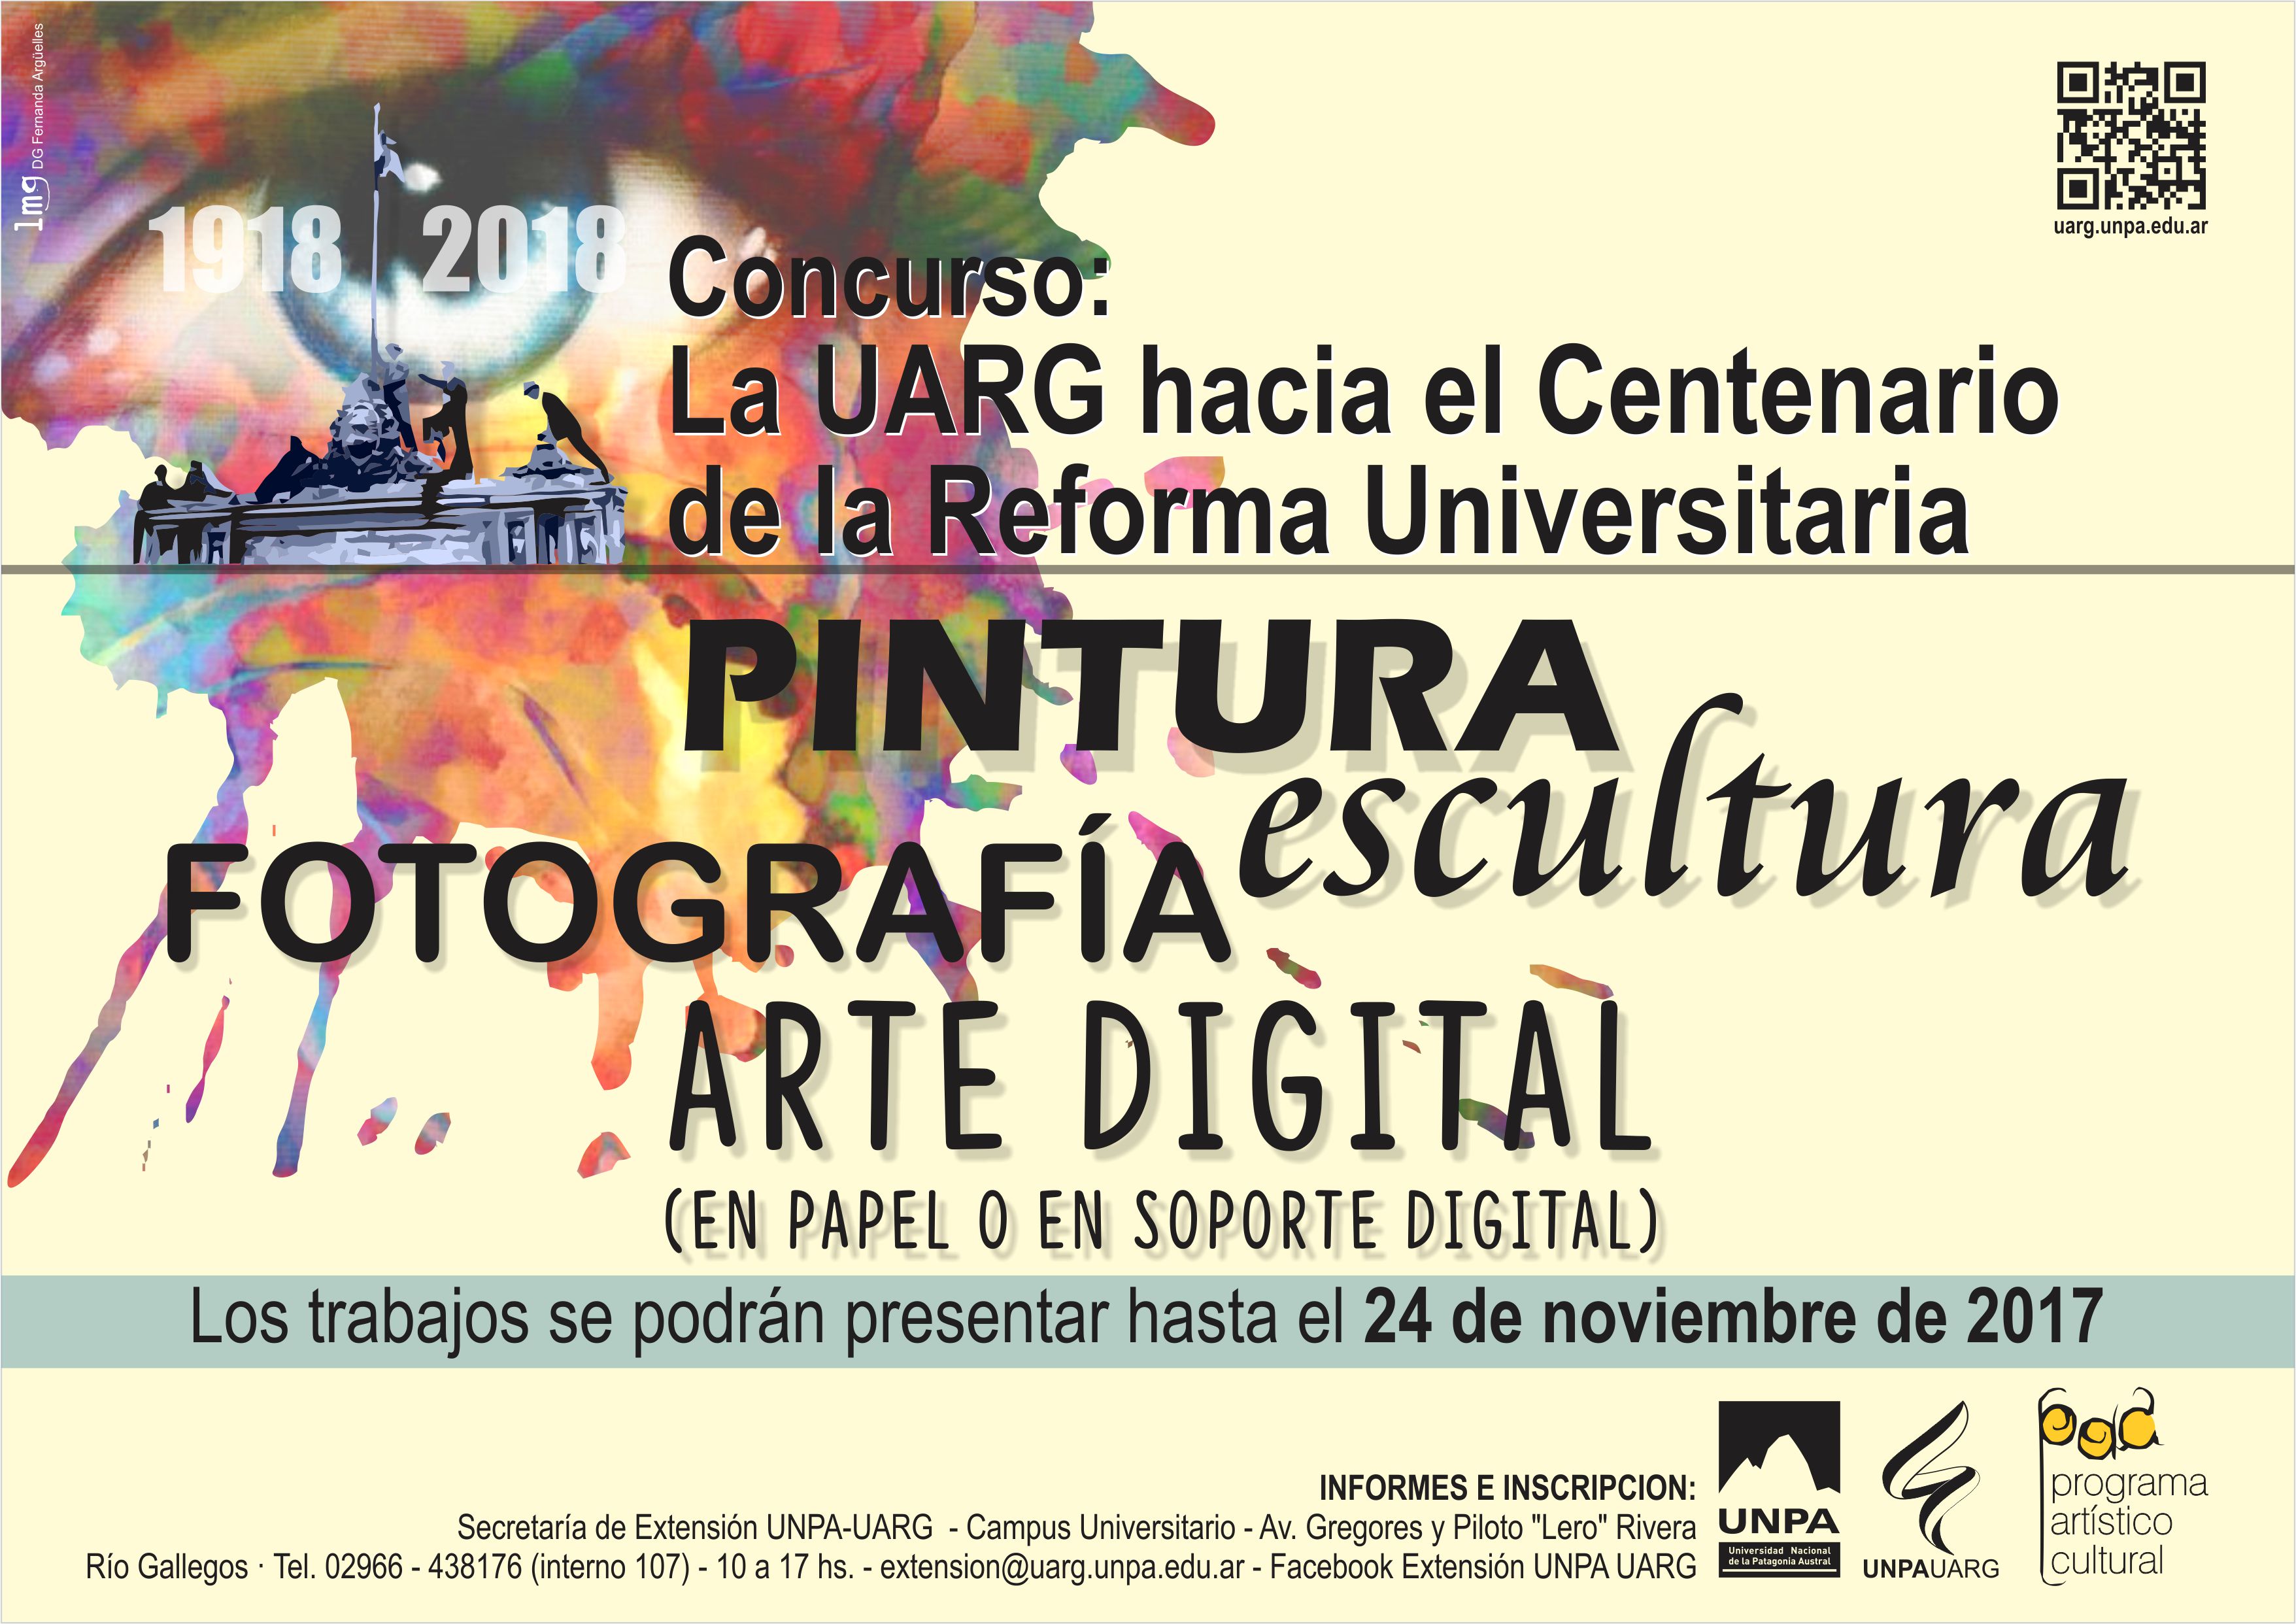 lmg DG Fernanda Argüelles
uarg.unpa.edu.ar
1918 2018
Concurso:
La UARG hacia el Centenario
de la Reforma Universitaria
PINTURA
escultura
FOTOGRAFÍA
ARTE DIGITAL
(EN PAPEL O EN SOPORTE DIGITAL)
Los trabajos se podrán presentar hasta el 24 de noviembre de 2017
INFORMES E INSCRIPCION:
Secretaría de Extensión UNPA-UARG - Campus Universitario - Av. Gregores y Piloto "Lero" Rivera
Río Gallegos · Tel. 02966 - 438176 (interno 107) - 10 a 17 hs. - extension@uarg.unpa.edu.ar - Facebook Extensión UNPA UARG
UNPA
Universidad Nacional
de la Patagonia Austral
UNPAUARG
pac
programa
artístico
cultural